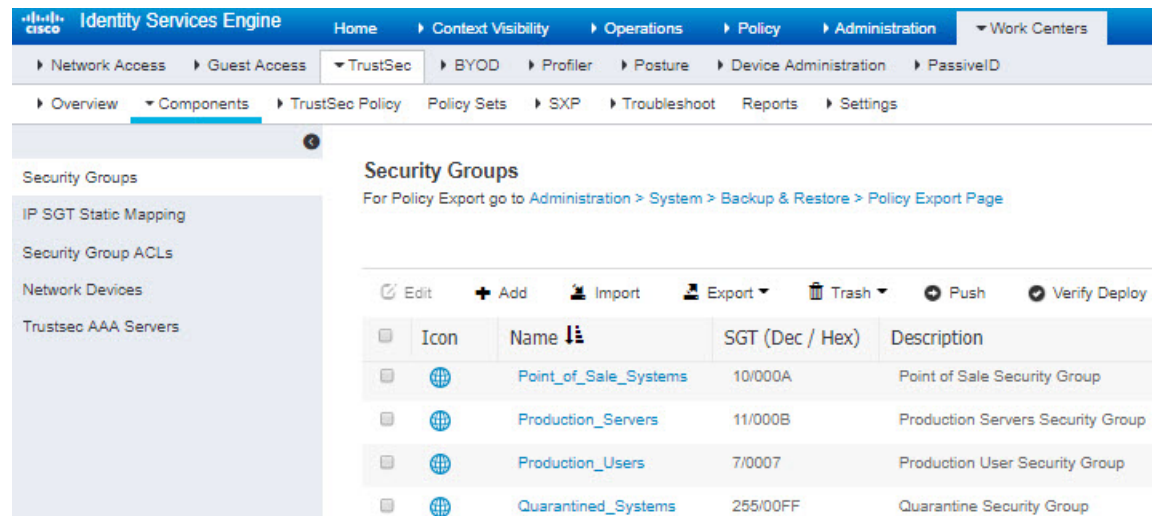 cisco Identity Services Engine Home Context Visibility Operations Policy Administration Work Centers
Network Access Guest Access TrustSec BYOD Profiler Posture Device Administration PassiveID
Overview Components TrustSec Policy Policy Sets SXP Troubleshoot Reports Settings
Security Groups
IP SGT Static Mapping
Security Group ACLs
Network Devices
Trustsec AAA Servers
Security Groups
For Policy Export go to Administration > System > Backup & Restore > Policy Export Page
Edit Add Import Export Trash Push Verify Deploy
Icon Name SGT (Dec / Hex) Description
Point_of_Sale_Systems 10/000A Point of Sale Security Group
Production_Servers 11/000B Production Servers Security Group
Production_Users 7/0007 Production User Security Group
Quarantined_Systems 255/00FF Quarantine Security Group